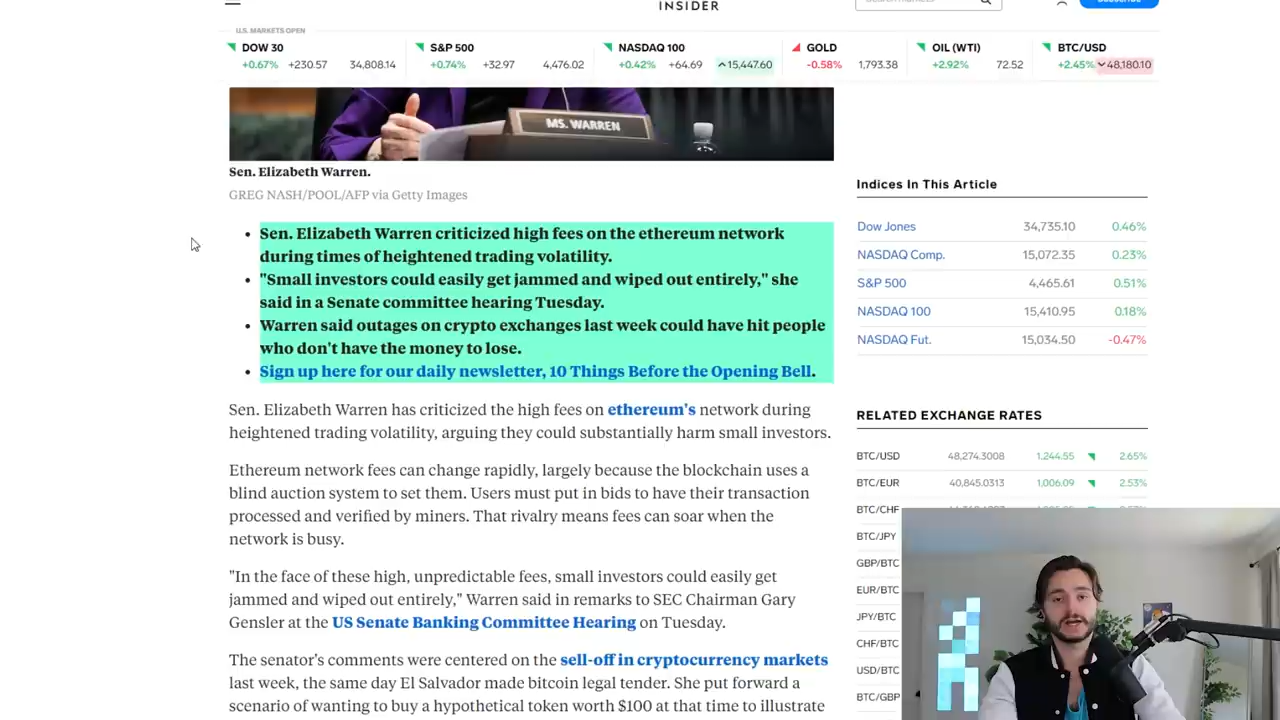 INSIDER
U.S. MARKETS OPEN
DOW 30
+0.67% +230.57 34,808.14
S&P 500
+0.74% +32.97 4,476.02
NASDAQ 100
+0.42% +64.69 15,447.60
GOLD
-0.58% 1,793.38
OIL (WTI)
+2.92% 72.52
BTC/USD
+2.45% 48,180.10
MS. WARREN
Sen. Elizabeth Warren.
GREG NASH/POOL/AFP via Getty Images
• Sen. Elizabeth Warren criticized high fees on the ethereum network
during times of heightened trading volatility.
• "Small investors could easily get jammed and wiped out entirely," she
said in a Senate committee hearing Tuesday.
• Warren said outages on crypto exchanges last week could have hit people
who don't have the money to lose.
• Sign up here for our daily newsletter, 10 Things Before the Opening Bell.
Sen. Elizabeth Warren has criticized the high fees on ethereum's network during
heightened trading volatility, arguing they could substantially harm small investors.
Ethereum network fees can change rapidly, largely because the blockchain uses a
blind auction system to set them. Users must put in bids to have their transaction
processed and verified by miners. That rivalry means fees can soar when the
network is busy.
"In the face of these high, unpredictable fees, small investors could easily get
jammed and wiped out entirely," Warren said in remarks to SEC Chairman Gary
Gensler at the US Senate Banking Committee Hearing on Tuesday.
The senator's comments were centered on the sell-off in cryptocurrency markets
last week, the same day El Salvador made bitcoin legal tender. She put forward a
scenario of wanting to buy a hypothetical token worth $100 at that time to illustrate
Indices In This Article
Dow Jones 34,735.10 0.46%
NASDAQ Comp. 15,072.35 0.23%
S&P 500 4,465.61 0.51%
NASDAQ 100 15,410.95 0.18%
NASDAQ Fut. 15,034.50 -0.47%
RELATED EXCHANGE RATES
BTC/USD 48,274.3008 1,244.55 2.65%
BTC/EUR 40,845.0313 1,006.09 2.53%
BTC/CHF
BTC/JPY
GBP/BTC
EUR/BTC
JPY/BTC
CHF/BTC
USD/BTC
BTC/GBP